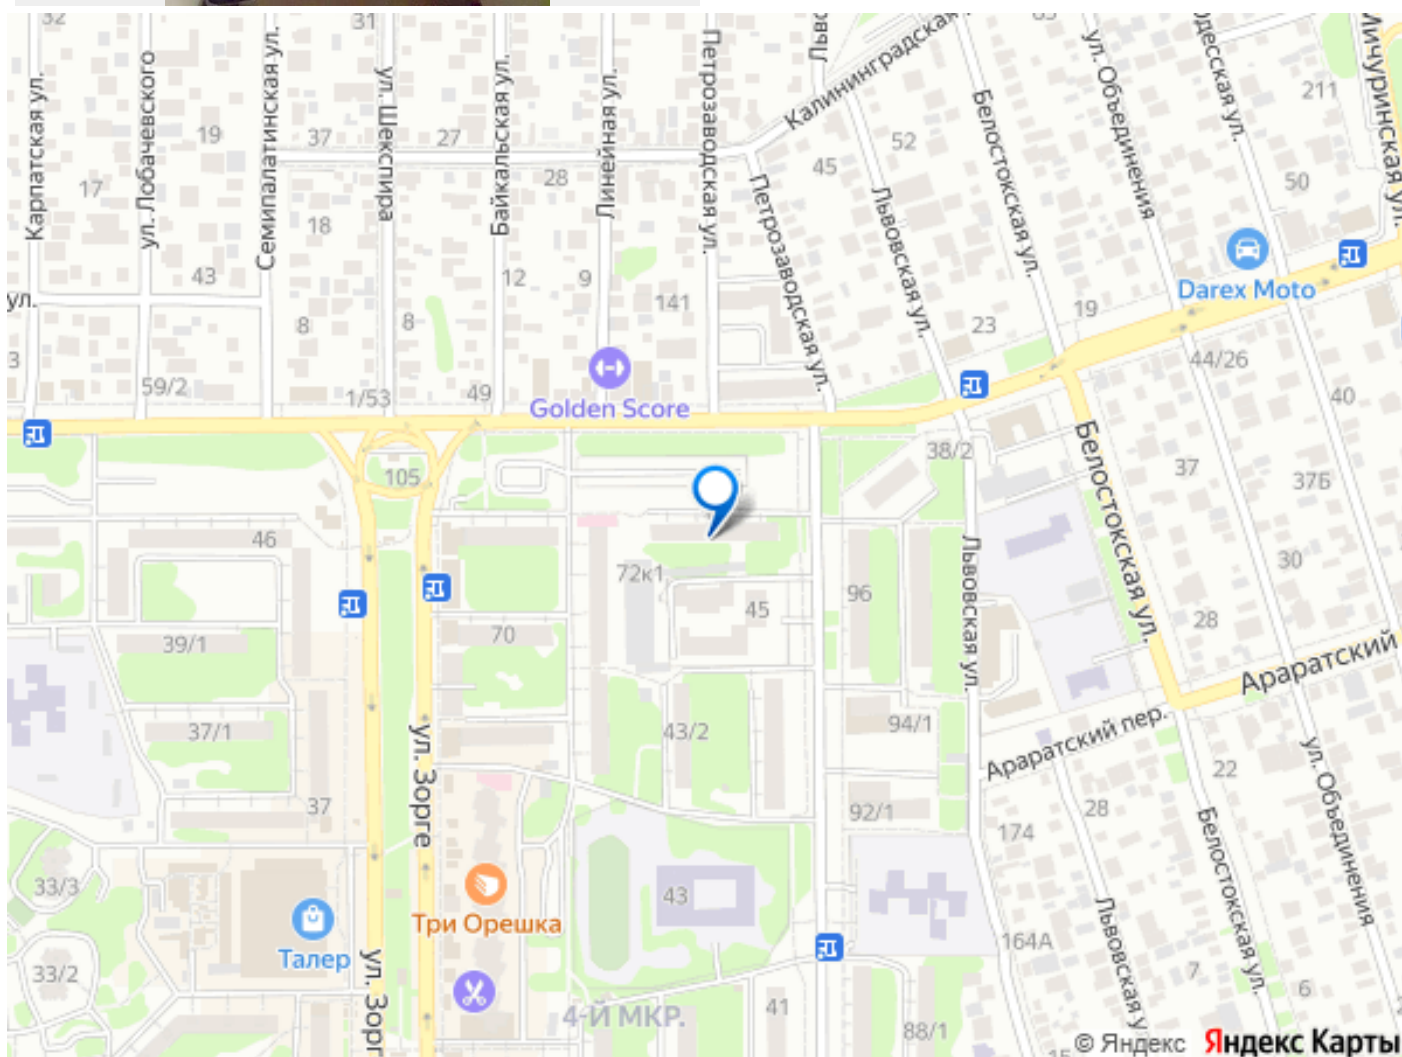 32
31
Карпатская ул.
ул. Лобачевского
Семипалатинская ул.
ул. Шекспира
Байкальская ул.
Линейная ул.
Петрозаводская ул.
Калининградская
Белостокская ул.
ул. Объединения
Мичуринская ул.
211
19
37
27
52
45
17
28
50
Петрозаводская ул.
Львовская ул.
18
43
12
9
141
ул.
8
8
23
19
Darex Moto
3
59/2
1/53
49
44/26
40
Golden Score
38/2
105
37
37Б
Белостокская ул.
46
72к1
96
30
45
Львовская ул.
28
39/1
70
Араратский
37/1
43/2
94/1
Араратский пер.
ул. Зорге
22
ул. Объединения
37
92/1
28
174
Белостокская ул.
33/3
43
Три Орешка
Талер
Львовская
164А
33/2
ул. Зорг
7
6
4-Й МКР.
41
88/1
15
© Яндекс Яндекс Карты